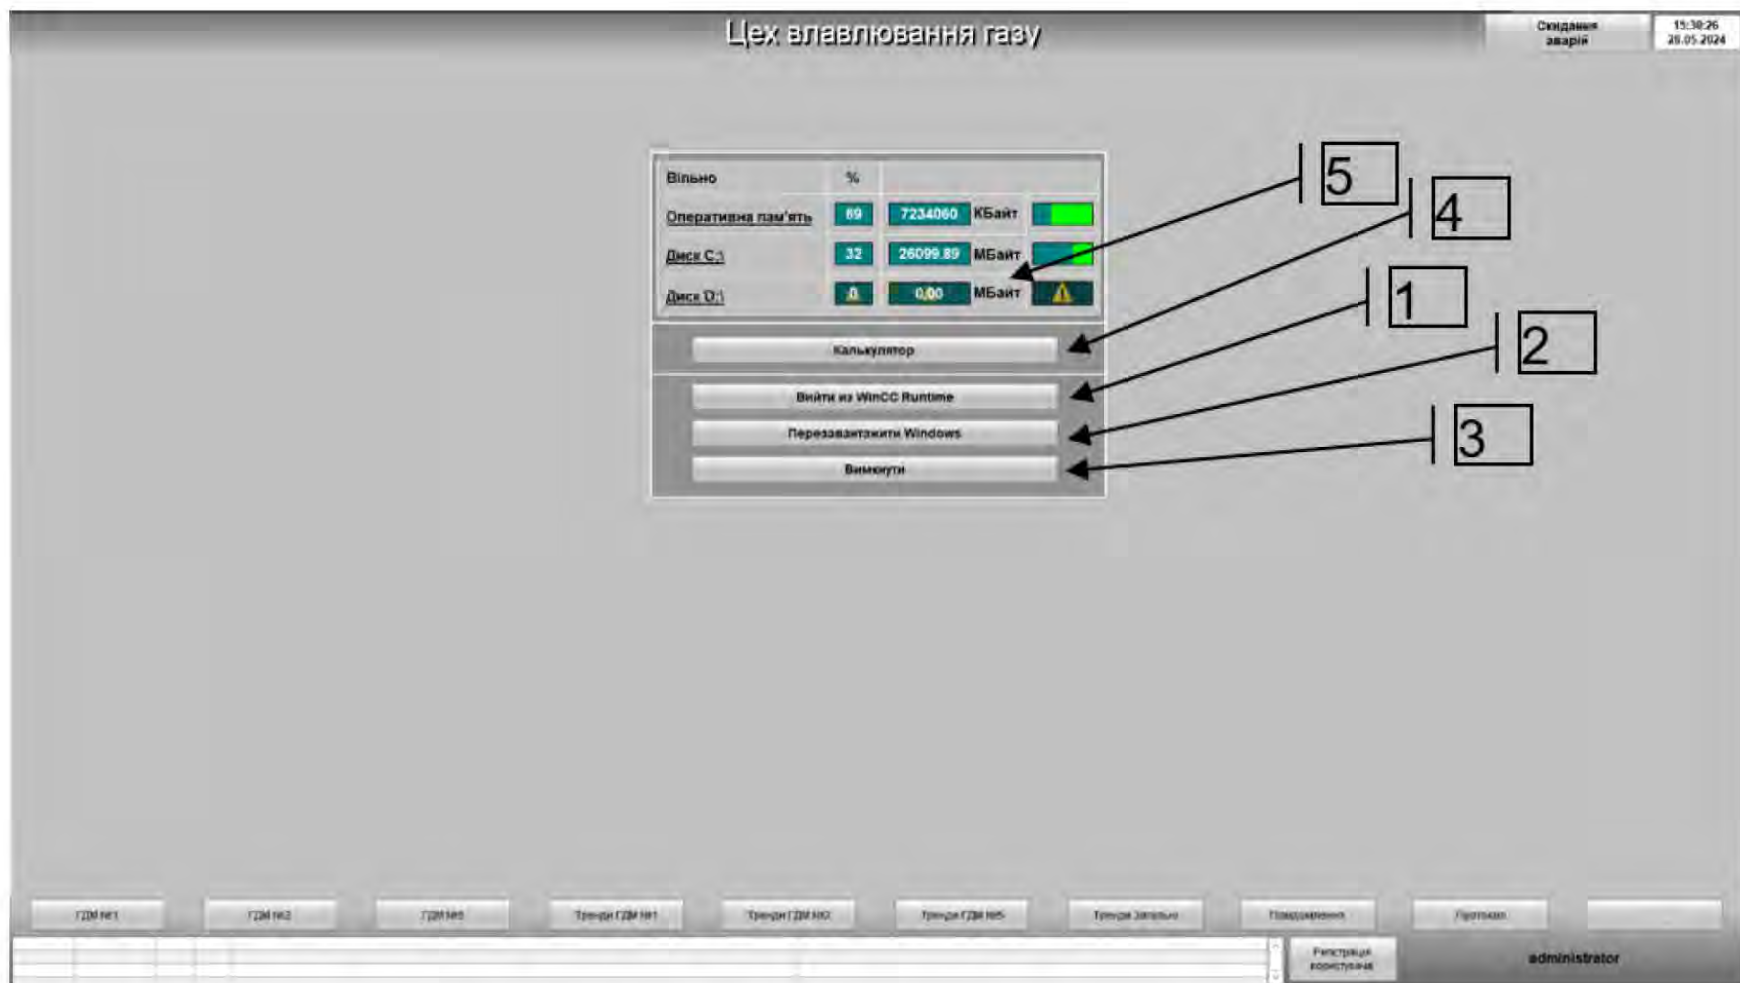 Цех влавлювання газу
Скидання
аварій
15:30:26
28.05.2024
Вільно %
Оперативна пам'ять 69 7234060 КБайт
Диск C:\ 32 26099.89 МБайт
Диск D:\ 0 0,00 МБайт
Калькулятор
Вийти из WinCC Runtime
Перезавантажити Windows
Вимкнути
5
4
1
2
3
ГДМ №1
ГДМ №2
ГДМ №5
Тренди ГДМ №1
Тренди ГДМ №2
Тренди ГДМ №5
Тренди Загальні
Повідомлення
Протокол
Регістрація
користувача
administrator